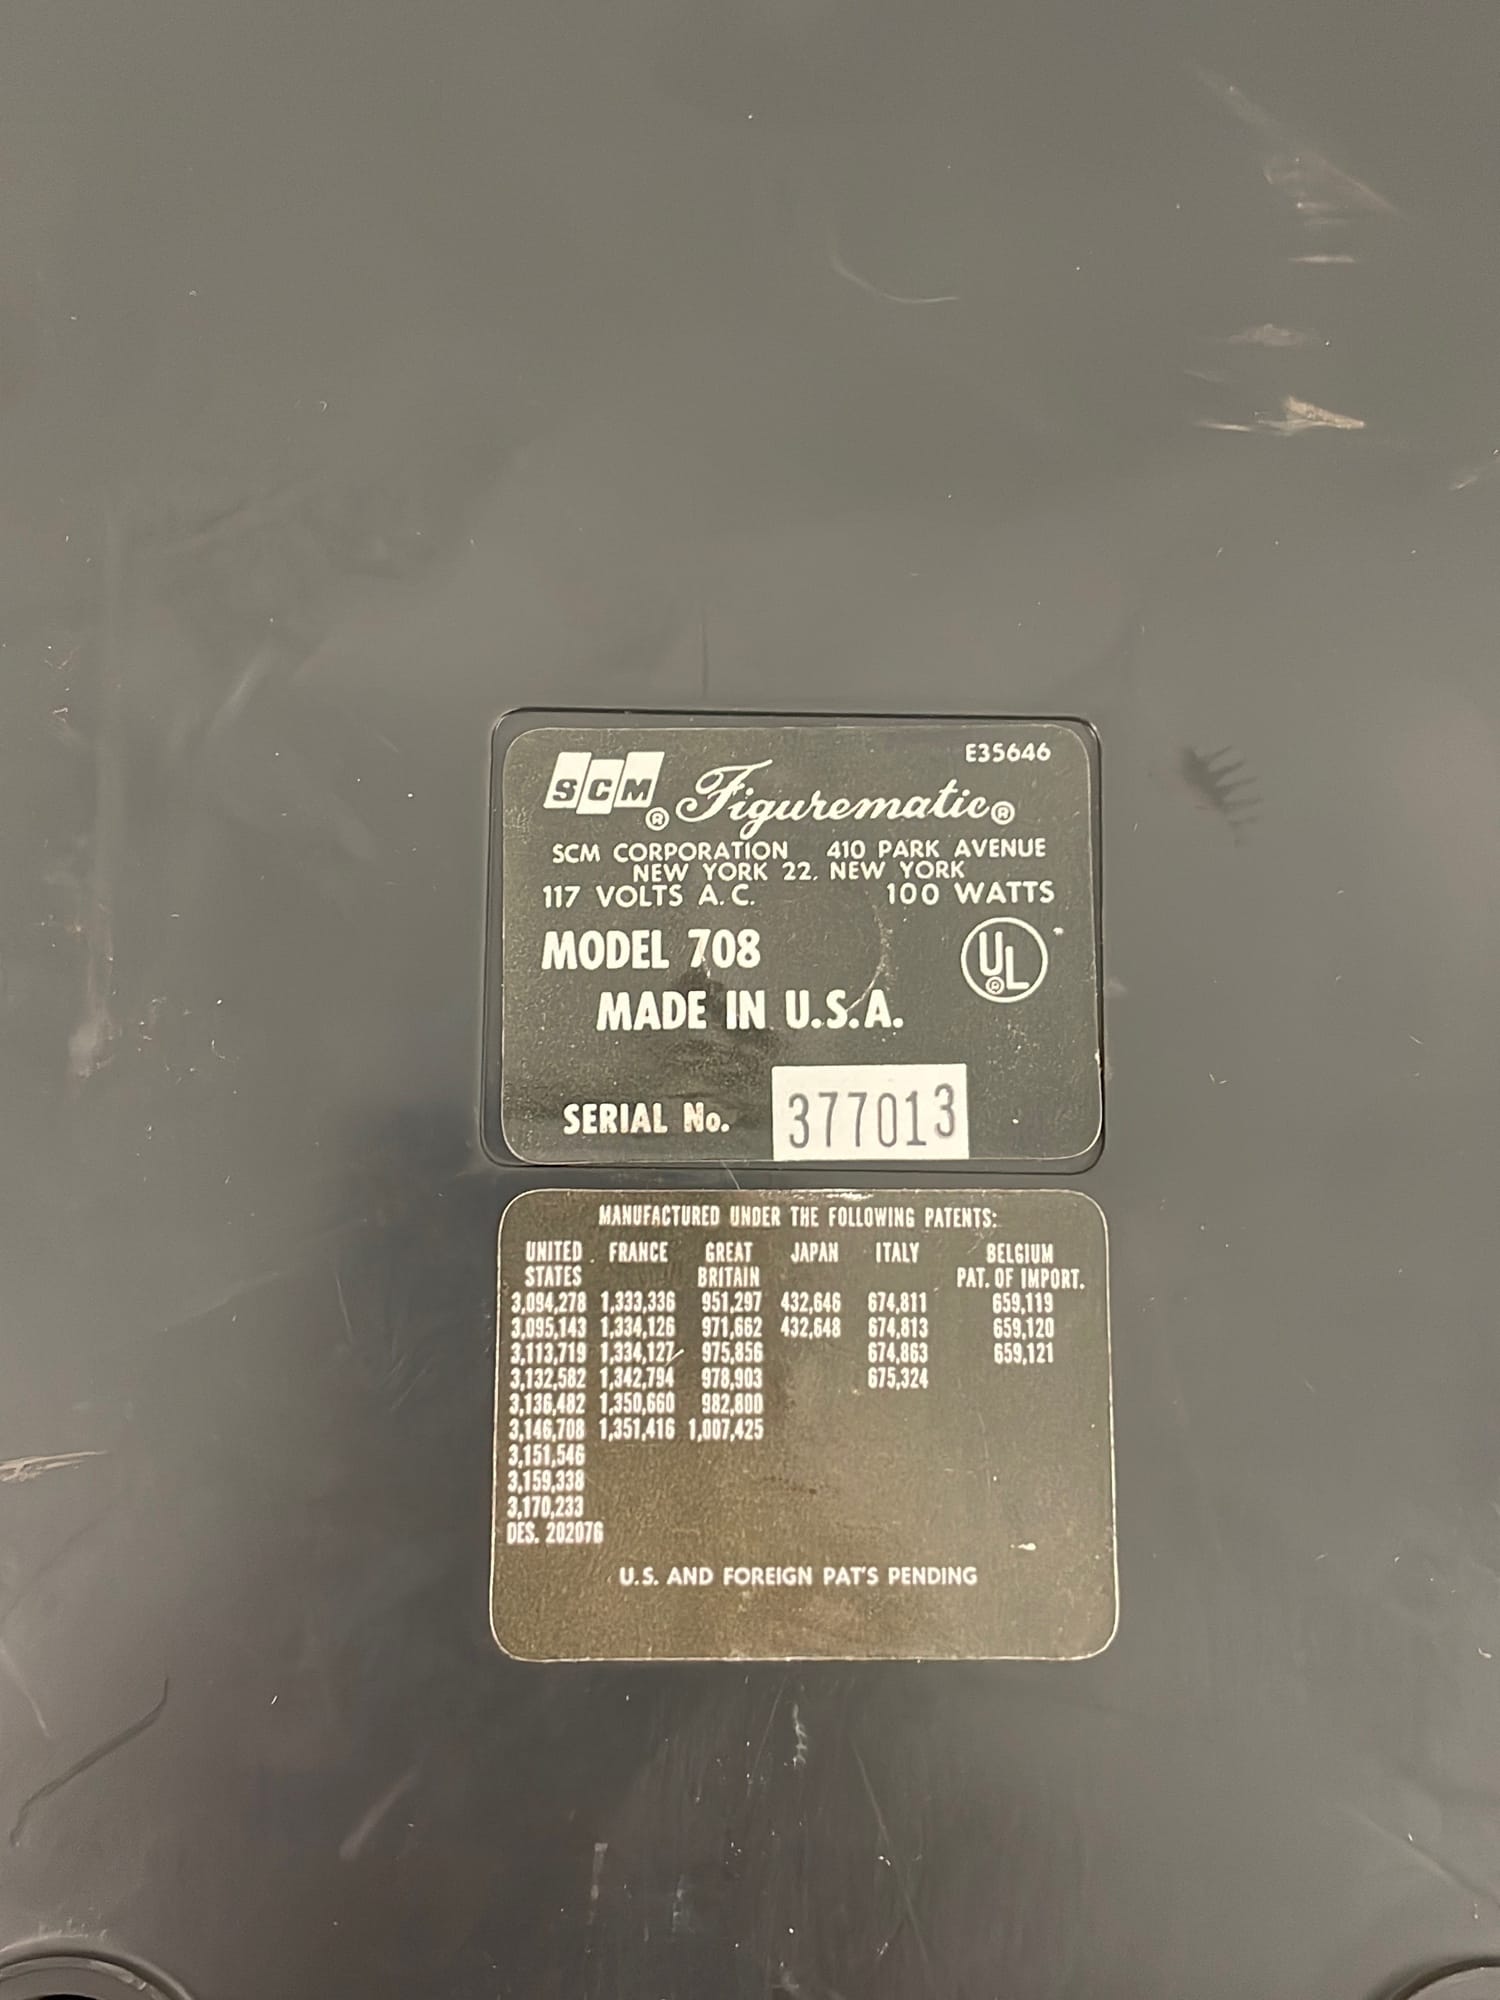 E35646
SCM® Figurematic®
SCM CORPORATION 410 PARK AVENUE
NEW YORK 22, NEW YORK
117 VOLTS A.C. 100 WATTS
MODEL 708 UL®
MADE IN U.S.A.
SERIAL No. 377013
MANUFACTURED UNDER THE FOLLOWING PATENTS:
UNITED FRANCE GREAT JAPAN ITALY BELGIUM
STATES BRITAIN PAT. OF IMPORT.
3,094,278 1,333,336 951,297 432,646 674,811 659,119
3,095,143 1,334,126 971,662 432,648 674,813 659,120
3,113,719 1,334,127 975,856 674,863 659,121
3,132,582 1,342,794 978,903 675,324
3,136,482 1,350,660 982,800
3,146,708 1,351,416 1,007,425
3,151,546
3,159,338
3,170,233
DES. 202076
U.S. AND FOREIGN PAT'S PENDING